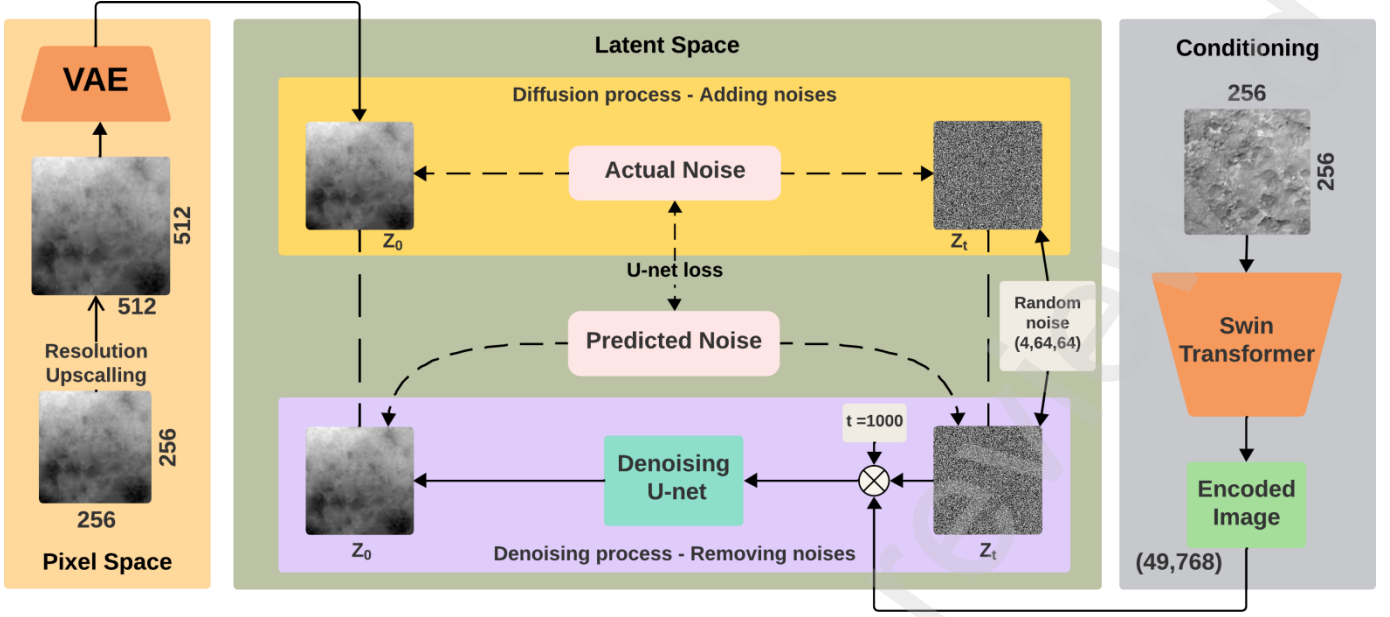 VAE
512
512
Resolution
Upscalling
256
256
Pixel Space
Latent Space
Diffusion process - Adding noises
Actual Noise
Z₀
Zₜ
U-net loss
Random
noise
(4,64,64)
Predicted Noise
t =1000
Denoising
U-net
Z₀
Denoising process - Removing noises
Zₜ
Conditioning
256
256
Swin
Transformer
Encoded
Image
(49,768)